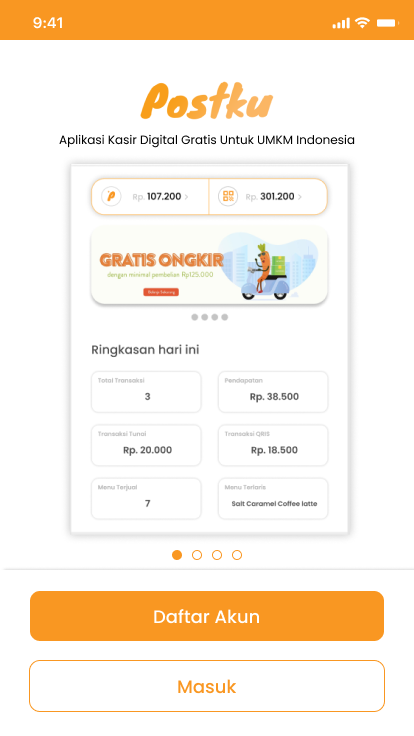 9:41
Postku
Aplikasi Kasir Digital Gratis Untuk UMKM Indonesia
Rp. 107.200 >
Rp. 301.200 >
GRATIS ONGKIR
dengan minimal pembelian Rp125.000
Belanja Sekarang
Ringkasan hari ini
Total Transaksi
3
Pendapatan
Rp. 38.500
Transaksi Tunai
Rp. 20.000
Transaksi QRIS
Rp. 18.500
Menu Terjual
7
Menu Terlaris
Salt Caramel Coffee latte
Daftar Akun
Masuk